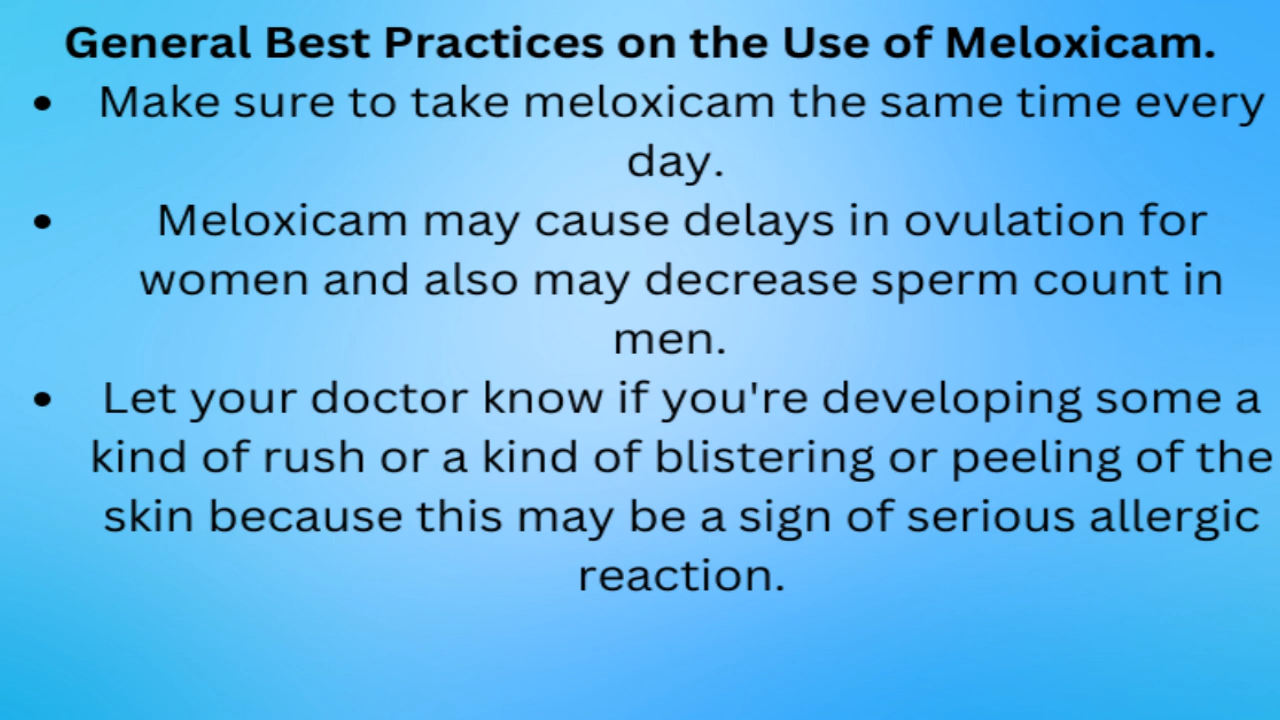 General Best Practices on the Use of Meloxicam.
• Make sure to take meloxicam the same time every
day.
• Meloxicam may cause delays in ovulation for
women and also may decrease sperm count in
men.
• Let your doctor know if you're developing some a
kind of rush or a kind of blistering or peeling of the
skin because this may be a sign of serious allergic
reaction.